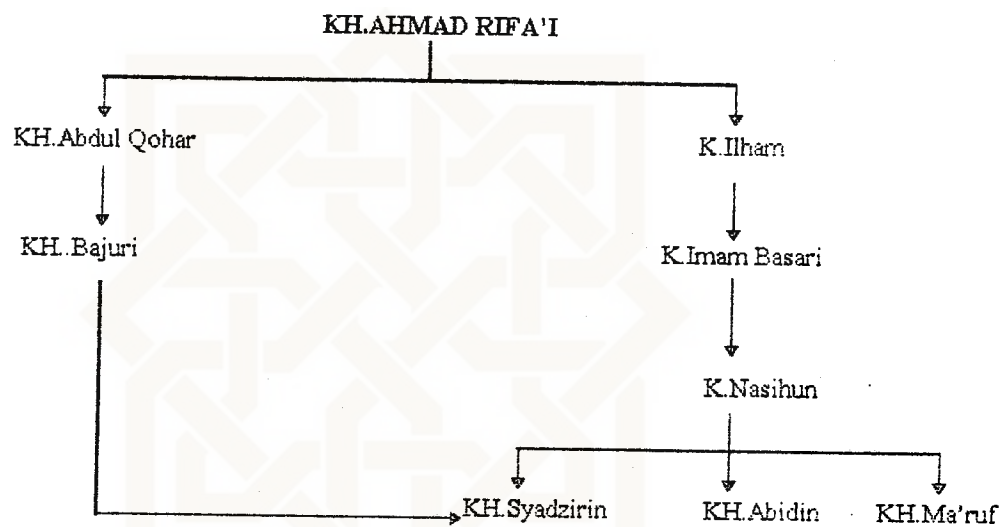 KH.AHMAD RIFA'I
KH.Abdul Qohar
K.Ilham
KH..Bajuri
K.Imam Basari
K.Nasihun
KH.Syadzirin
KH.Abidin
KH.Ma'ruf